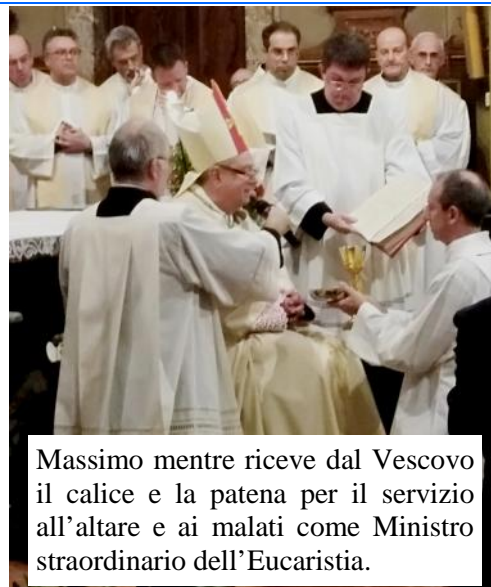 Massimo mentre riceve dal Vescovo
il calice e la patena per il servizio
all’altare e ai malati come Ministro
straordinario dell’Eucaristia.